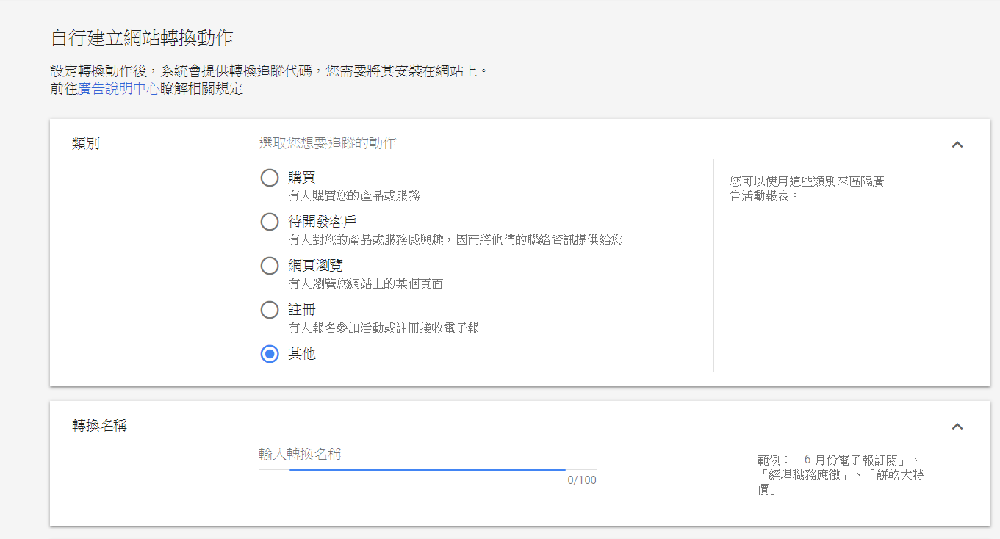 自行建立網站轉換動作
設定轉換動作後，系統會提供轉換追蹤代碼，您需要將其安裝在網站上。
前往廣告說明中心瞭解相關規定
類別
選取您想要追蹤的動作
購買
有人購買您的產品或服務
待開發客戶
有人對您的產品或服務感興趣，因而將他們的聯絡資訊提供給您
網頁瀏覽
有人瀏覽您網站上的某個頁面
註冊
有人報名參加活動或註冊接收電子報
其他
您可以使用這些類別來區隔廣
告活動報表。
轉換名稱
輸入轉換名稱
0/100
範例：「6 月份電子報訂閱」、
「經理職務應徵」、「餅乾大特
價」